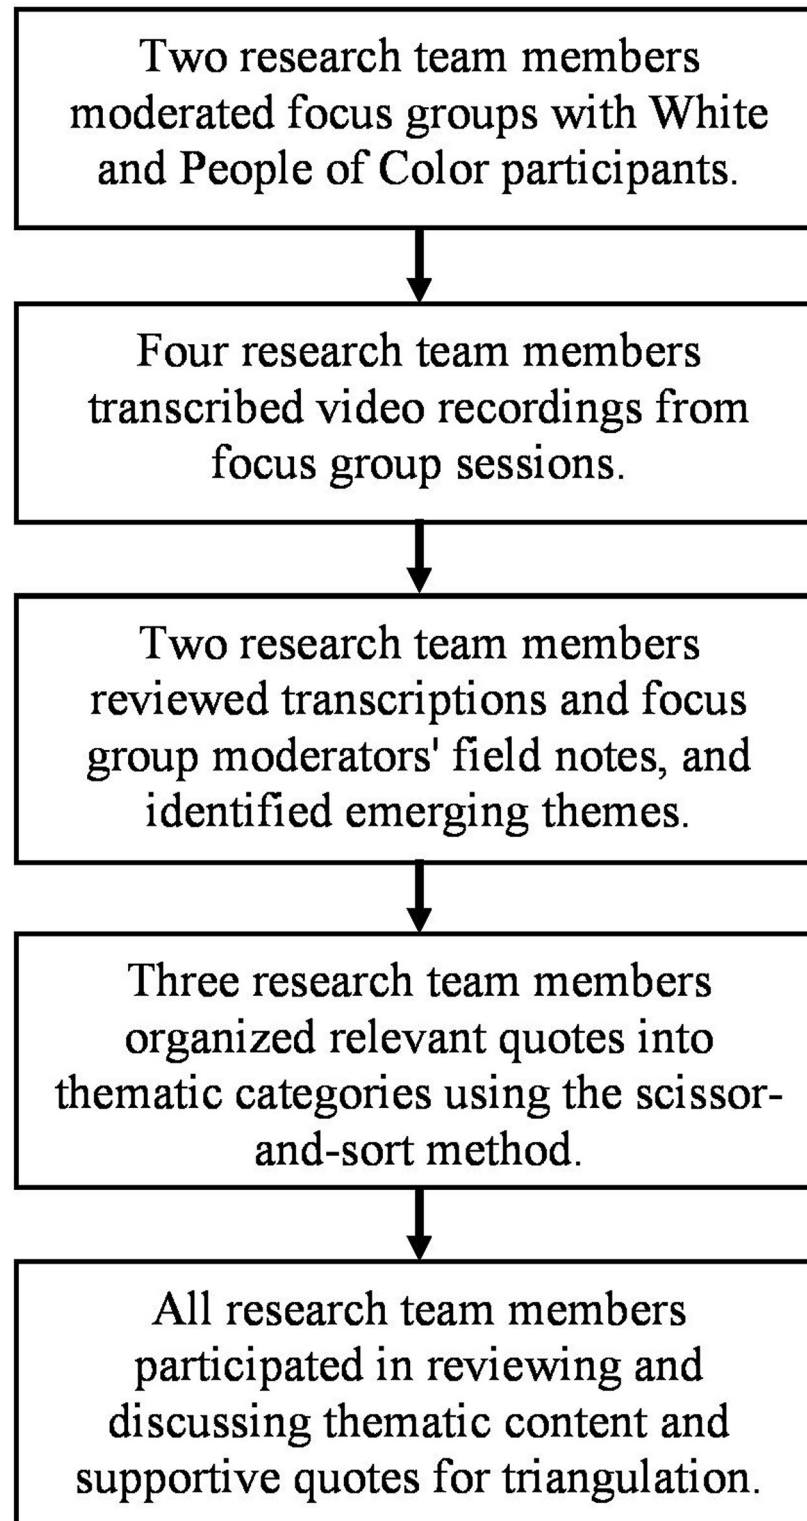 Two research team members
moderated focus groups with White
and People of Color participants.
Four research team members
transcribed video recordings from
focus group sessions.
Two research team members
reviewed transcriptions and focus
group moderators' field notes, and
identified emerging themes.
Three research team members
organized relevant quotes into
thematic categories using the scissor-
and-sort method.
All research team members
participated in reviewing and
discussing thematic content and
supportive quotes for triangulation.